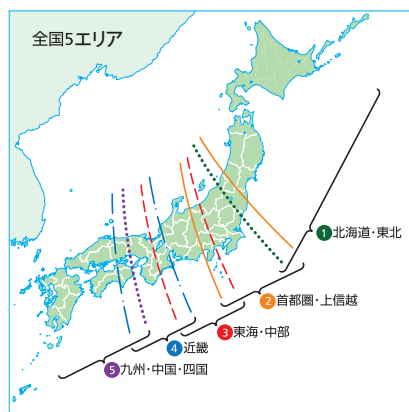 全国5エリア
1北海道・東北
2首都圏・上信越
3東海・中部
4近畿
5九州・中国・四国